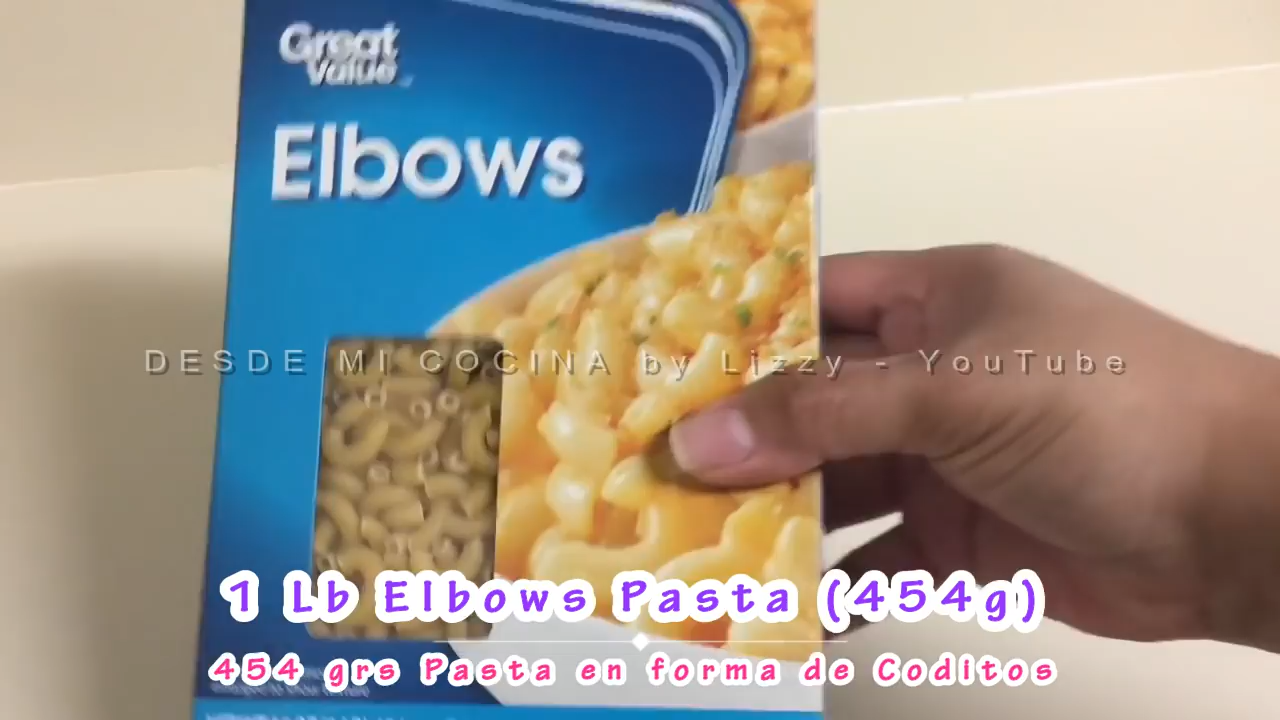 Great
Value
Elbows
DESDE MI COCINA by Lizzy - YouTube
1 Lb Elbows Pasta (454g)
454 grs Pasta en forma de Coditos